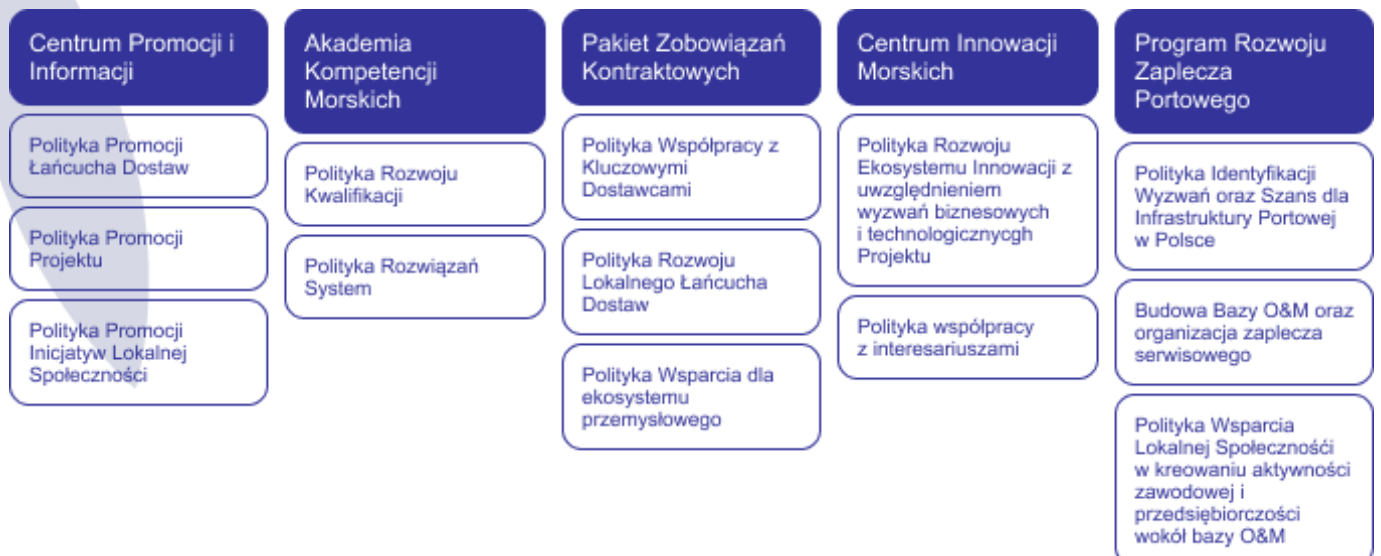 Centrum Promocji i
Informacji
Polityka Promocji
Łańcucha Dostaw
Polityka Promocji
Projektu
Polityka Promocji
Inicjatyw Lokalnej
Społeczności
Akademia
Kompetencji
Morskich
Polityka Rozwoju
Kwalifikacji
Polityka Rozwiązań
System
Pakiet Zobowiązań
Kontraktowych
Polityka Współpracy z
Kluczowymi
Dostawcami
Polityka Rozwoju
Lokalnego Łańcucha
Dostaw
Polityka Wsparcia dla
ekosystemu
przemysłowego
Centrum Innowacji
Morskich
Polityka Rozwoju
Ekosystemu Innowacji z
uwzględnieniem
wyzwań biznesowych
i technologicznycgh
Projektu
Polityka współpracy
z interesariuszami
Program Rozwoju
Zaplecza
Portowego
Polityka Identyfikacji
Wyzwań oraz Szans dla
Infrastruktury Portowej
w Polsce
Budowa Bazy O&M oraz
organizacja zaplecza
serwisowego
Polityka Wsparcia
Lokalnej Społecznośći
w kreowaniu aktywności
zawodowej i
przedsiębiorczości
wokół bazy O&M